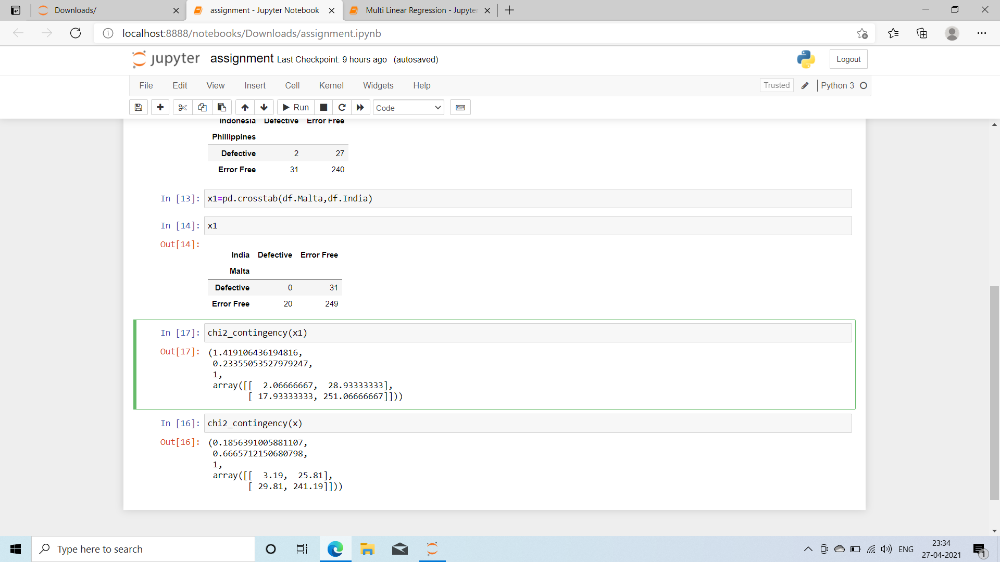 Downloads/
assignment - Jupyter Notebook
Multi Linear Regression - Jupyter
localhost:8888/notebooks/Downloads/assignment.ipynb
jupyter assignment Last Checkpoint: 9 hours ago (autosaved)
Logout
File Edit View Insert Cell Kernel Widgets Help
Trusted
Python 3
Run
Code
Indonesia Defective Error Free
Phillippines
Defective 2 27
Error Free 31 240
In [13]: x1=pd.crosstab(df.Malta,df.India)
In [14]: x1
Out[14]:
India Defective Error Free
Malta
Defective 0 31
Error Free 20 249
In [17]: chi2_contingency(x1)
Out[17]: (1.419106436194816,
0.23355053527979247,
1,
array([[  2.06666667,  28.93333333],
[ 17.93333333, 251.06666667]]))
In [16]: chi2_contingency(x)
Out[16]: (0.1856391005881107,
0.6665712150680798,
1,
array([[  3.19,  25.81],
[ 29.81, 241.19]]))
Type here to search
ENG
23:34
27-04-2021
1